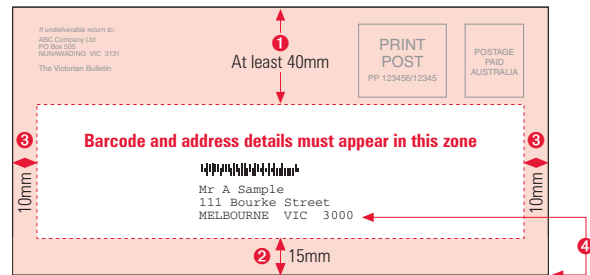 If undeliverable return to:
ABC Company Ltd
PO Box 505
NUNAWADING VIC 3131
The Victorian Bulletin
1
At least 40mm
PRINT
POST
PP 123456/12345
POSTAGE
PAID
AUSTRALIA
3
10mm
Barcode and address details must appear in this zone
Mr A Sample
111 Bourke Street
MELBOURNE VIC 3000
3
10mm
2 15mm
4